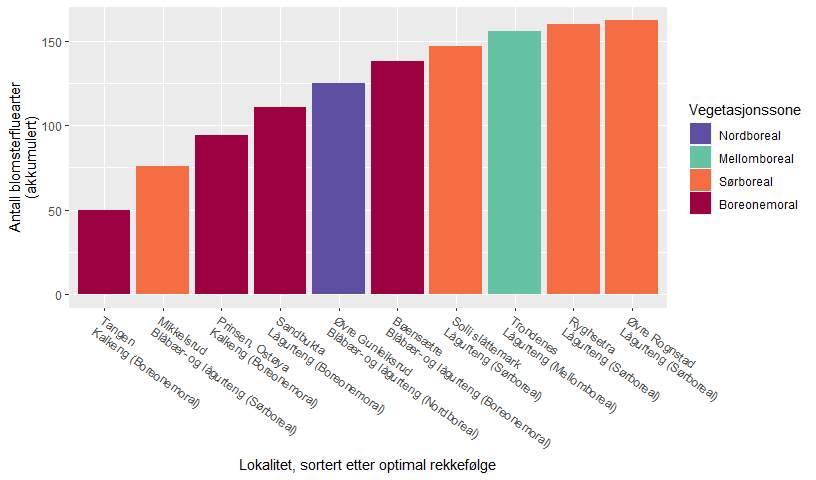 Antall blomsterfluearter
(akkumulert)
150
100
50
0
Tangen
Kalkeng (Boreonemoral)
Mikkelsrud
Blåbær- og lågurteng (Sørboreal)
Prinsen, Ostøya
Kalkeng (Boreonemoral)
Sandbukta
Lågurteng (Boreonemoral)
Øvre Gunleiksrud
Blåbær- og lågurteng (Nordboreal)
Bøensætre
Blåbær- og lågurteng (Boreonemoral)
Solli slåttemark
Lågurteng (Sørboreal)
Trondenes
Lågurteng (Mellomboreal)
Ryghsetra
Lågurteng (Sørboreal)
Øvre Rognstad
Lågurteng (Sørboreal)
Lokalitet, sortert etter optimal rekkefølge
Vegetasjonssone
Nordboreal
Mellomboreal
Sørboreal
Boreonemoral